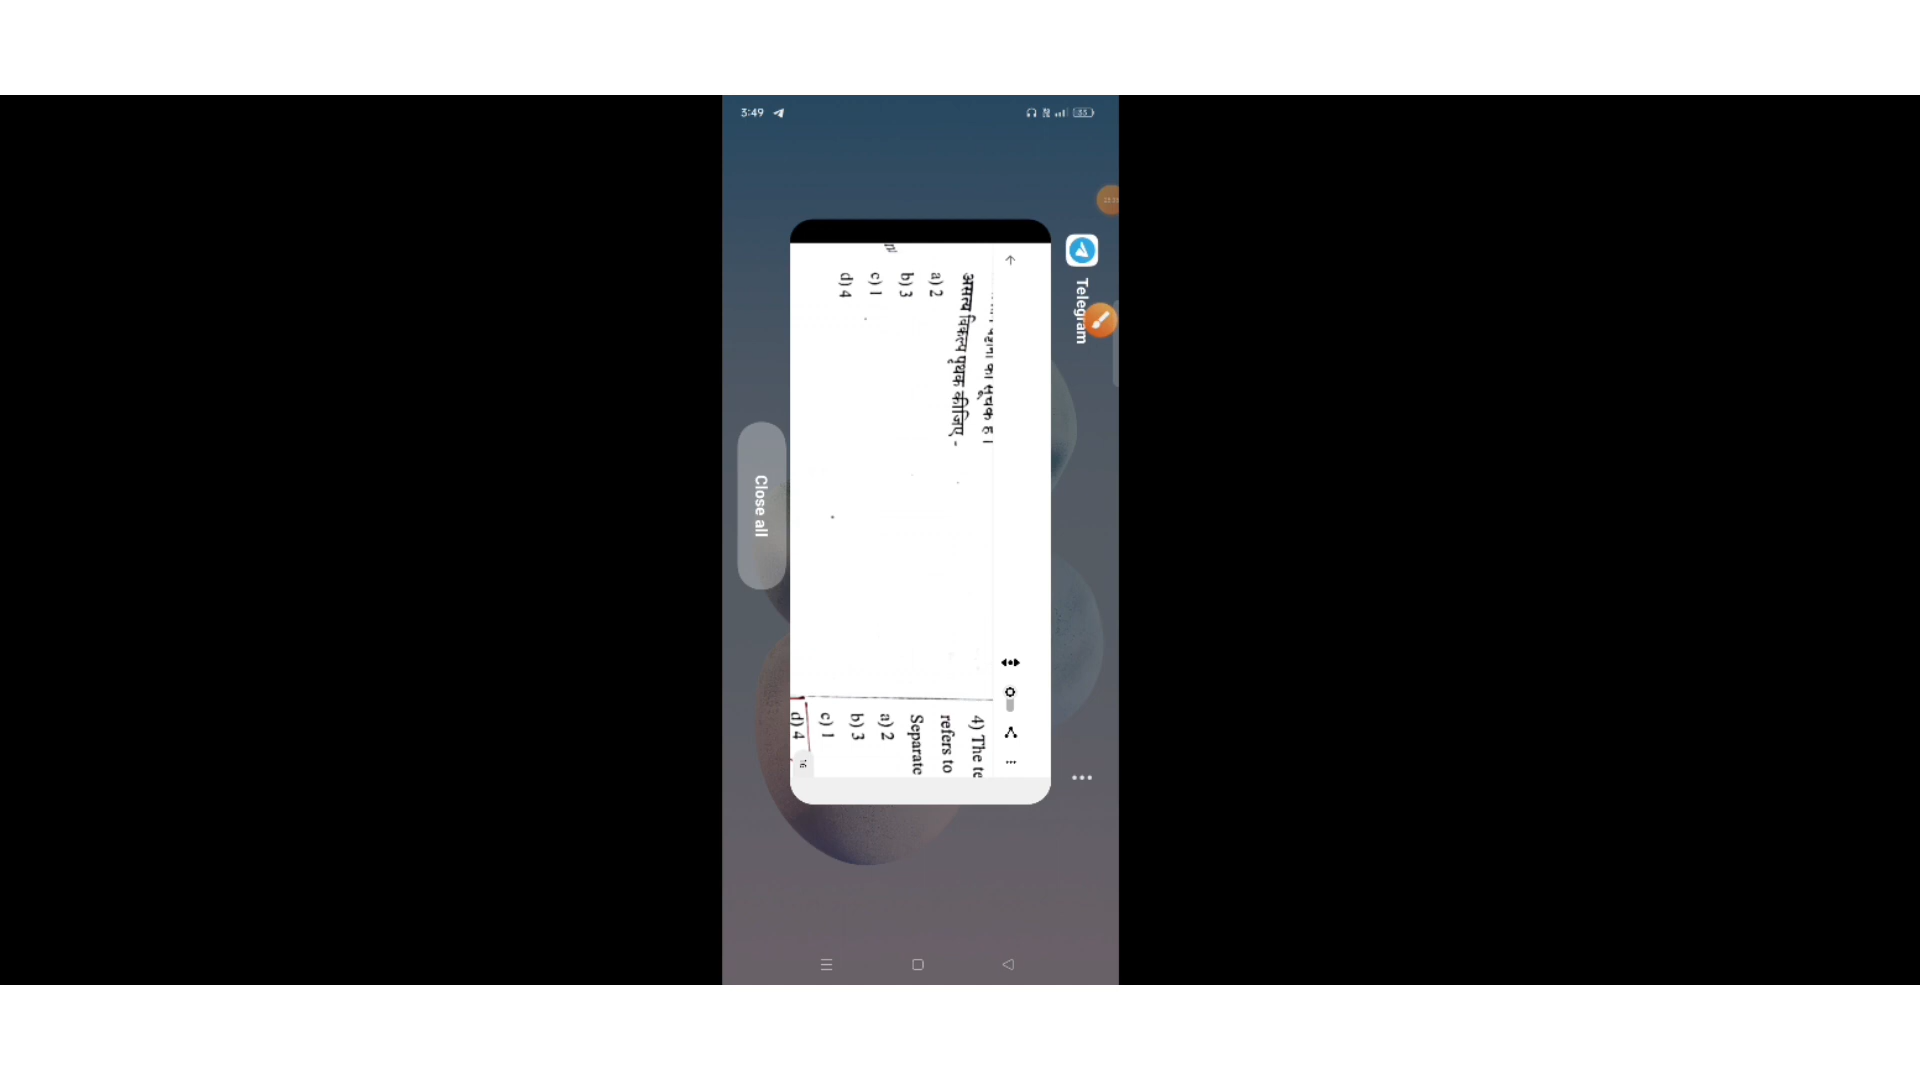 3:49
Telegram
का सूचक है।
असत्य विकल्प पृथक कीजिए -
a) 2
b) 3
c) 1
d) 4
4) The te
refers to
Separate
a) 2
b) 3
c) 1
d) 4
16
Close all